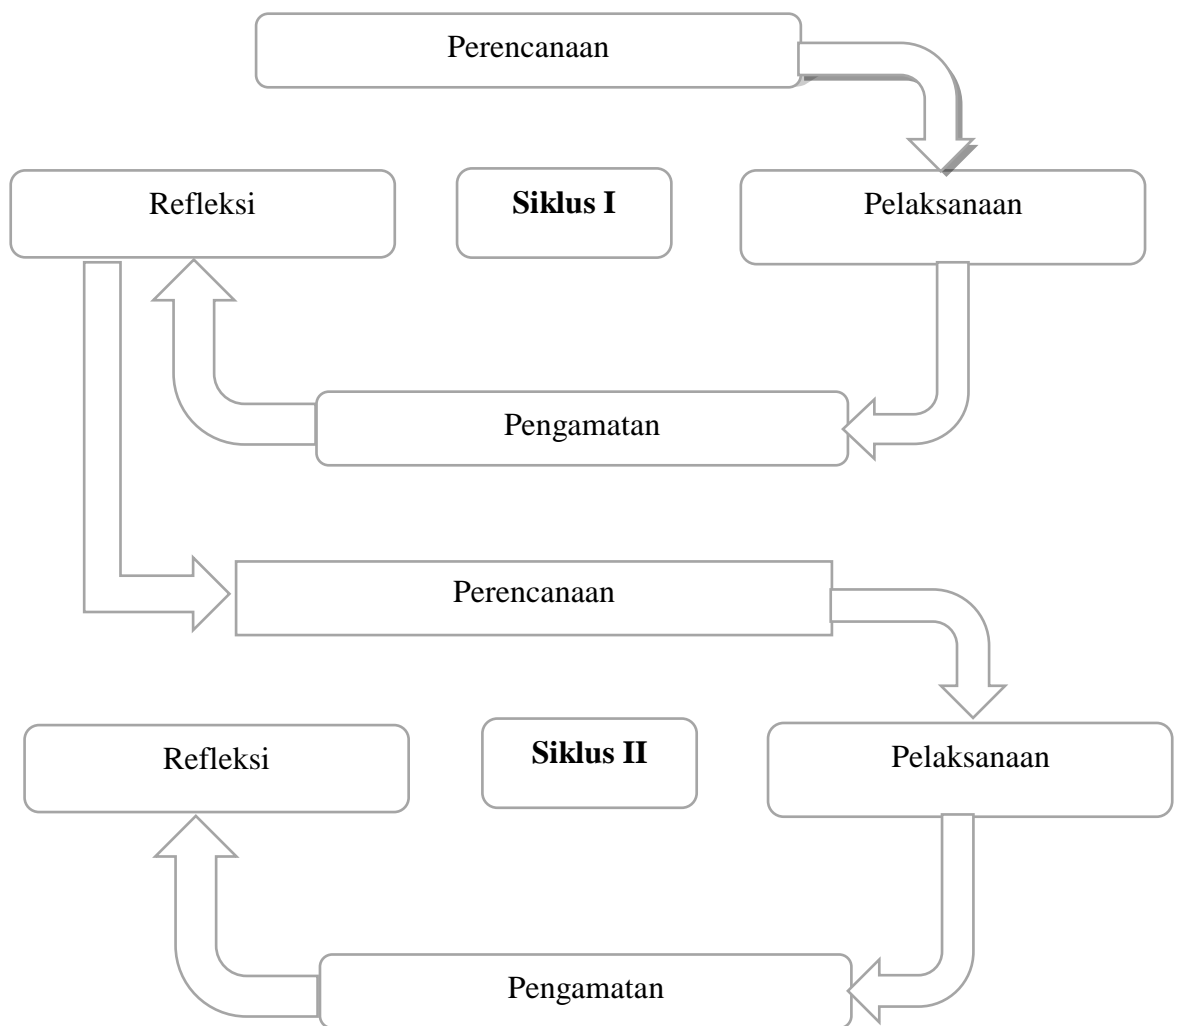 Perencanaan
Refleksi
Siklus I
Pelaksanaan
Pengamatan
Perencanaan
Refleksi
Siklus II
Pelaksanaan
Pengamatan